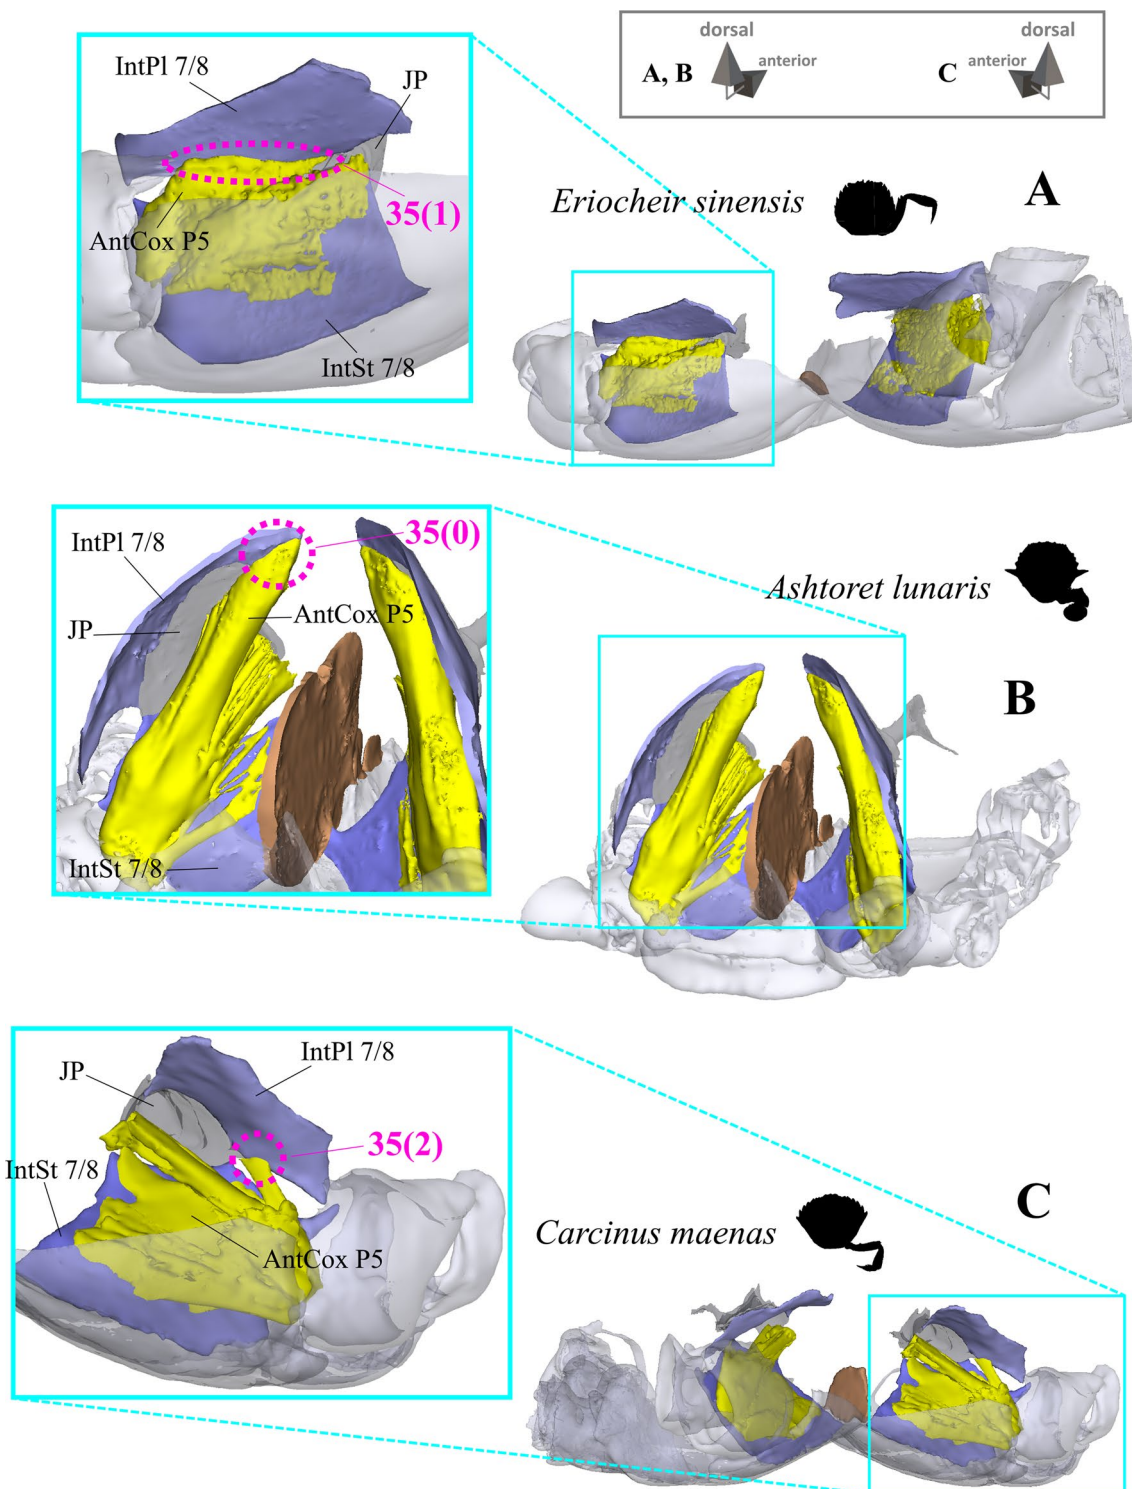 dorsal
anterior
A, B
dorsal
anterior
C
IntPl 7/8
JP
35(1)
AntCox P5
IntSt 7/8
Eriocheir sinensis
A
IntPl 7/8
35(0)
AntCox P5
JP
IntSt 7/8
Ashtoret lunaris
B
IntPl 7/8
JP
35(2)
IntSt 7/8
AntCox P5
Carcinus maenas
C